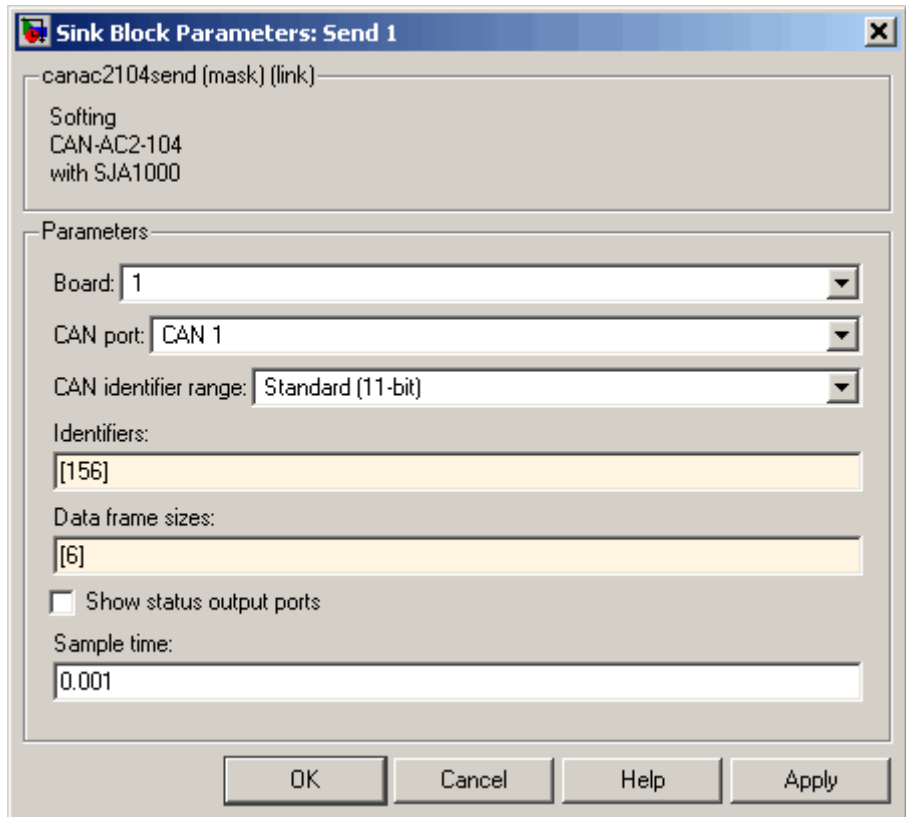 Sink Block Parameters: Send 1
canac2104send (mask) (link)
Softing
CAN-AC2-104
with SJA1000
Parameters
Board: 1
CAN port: CAN 1
CAN identifier range: Standard (11-bit)
Identifiers:
[156]
Data frame sizes:
[6]
Show status output ports
Sample time:
0.001
OK Cancel Help Apply